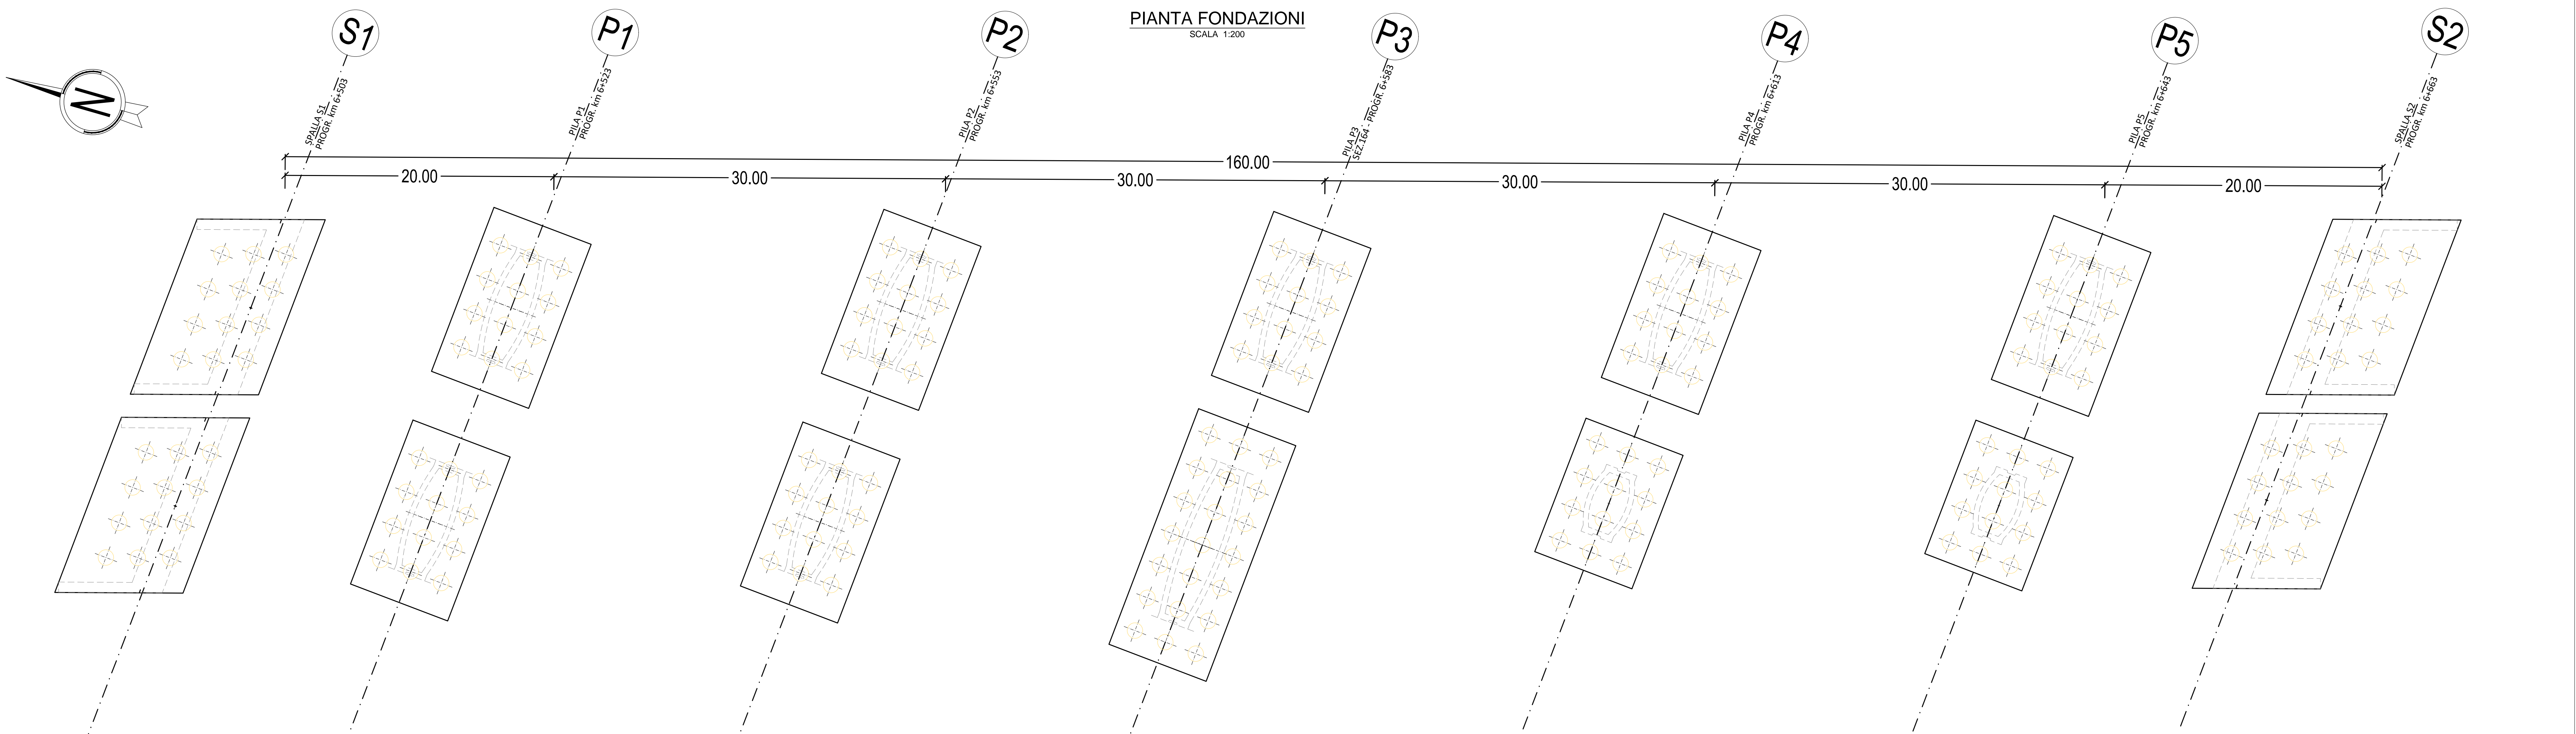 PIANTA FONDAZIONI
SCALA 1:200
S1
P1
P2
P3
P4
P5
S2
N
SPALLA S1
PROGR. km 6+503
PILA P1
PROGR. km 6+523
PILA P2
PROGR. km 6+553
PILA P3
SEZ.164 - PROGR. 6+583
PILA P4
PROGR. km 6+613
PILA P5
PROGR. km 6+643
SPALLA S2
PROGR. km 6+663
160.00
20.00
30.00
30.00
30.00
30.00
20.00